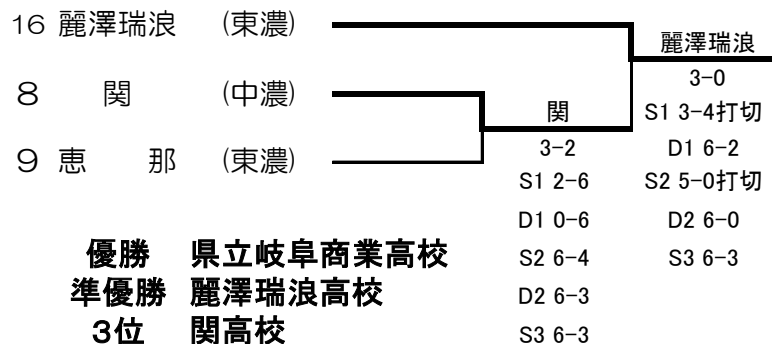 16 麗澤瑞浪 (東濃)
麗澤瑞浪
3-0
8 関 (中濃)
関
S1 3-4打切
3-2
D1 6-2
9 恵 那 (東濃)
S1 2-6
S2 5-0打切
D1 0-6
D2 6-0
優勝 県立岐阜商業高校
S2 6-4
S3 6-3
準優勝 麗澤瑞浪高校
D2 6-3
3位 関高校
S3 6-3